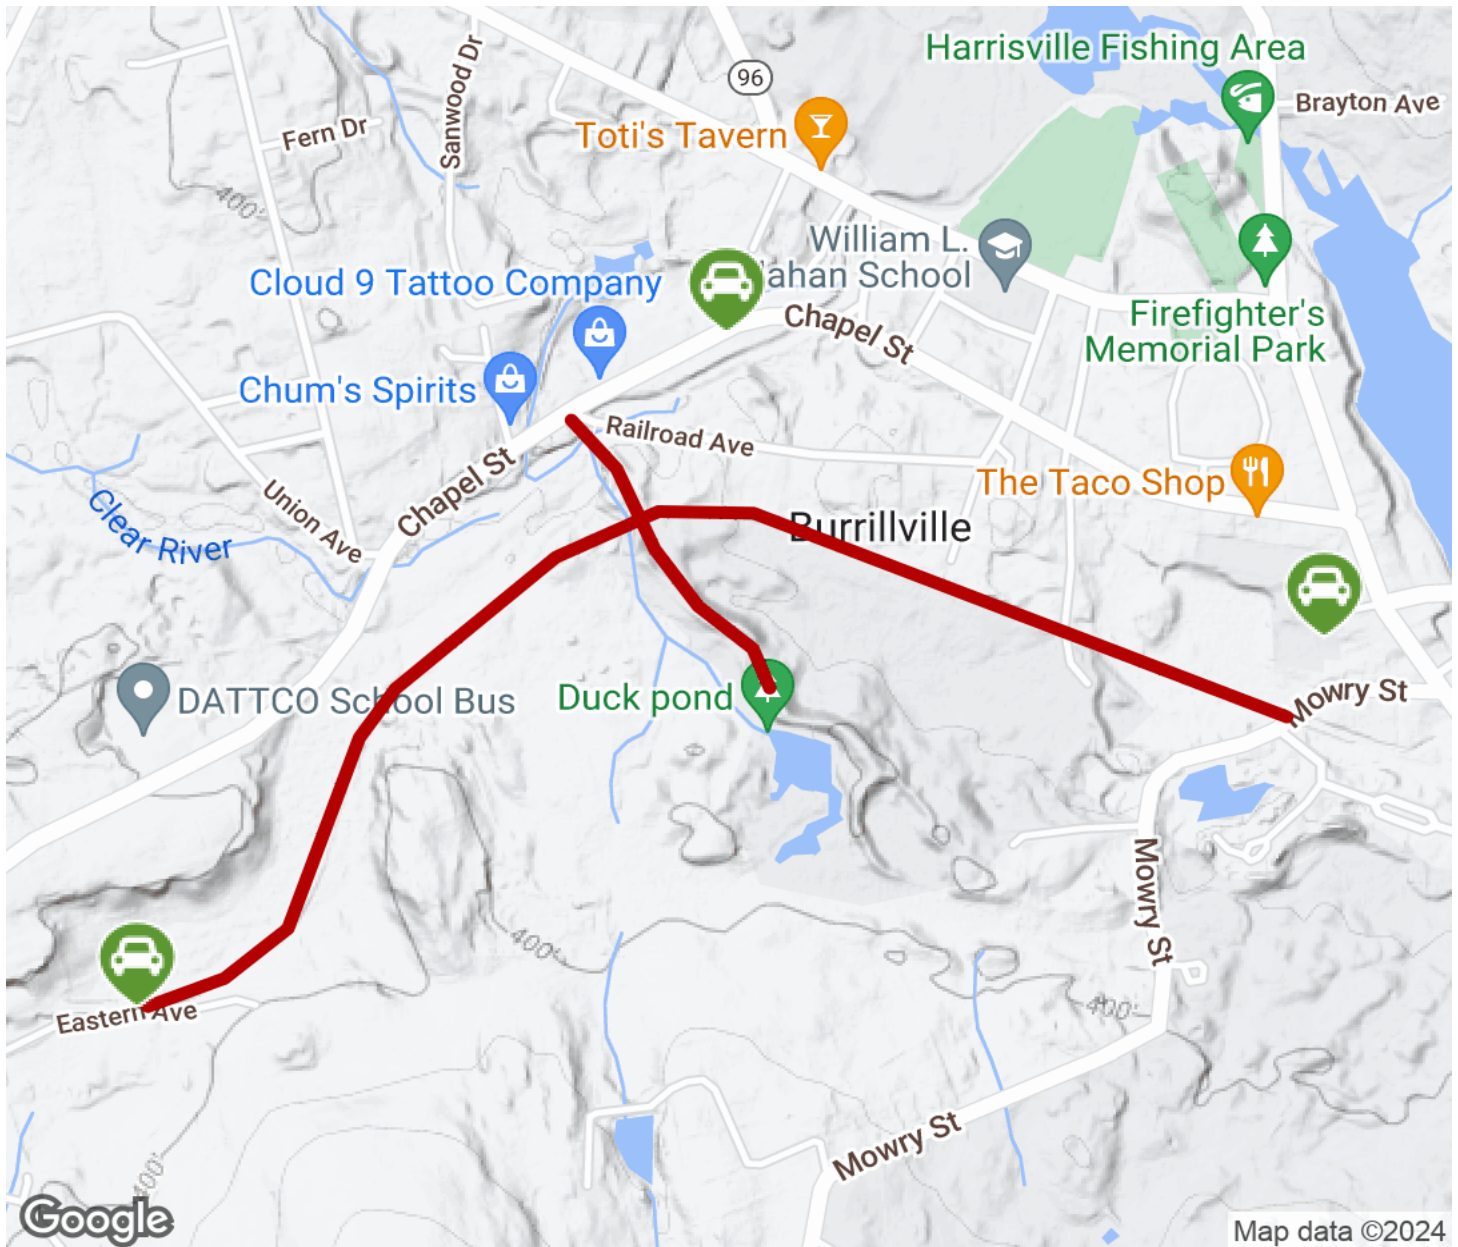 Harrisville Fishing Area
96
Brayton Ave
Sanwood Dr
Fern Dr
Toti's Tavern
400'
William L.
lahan School
Cloud 9 Tattoo Company
Chapel St
Firefighter's
Memorial Park
Chum's Spirits
Railroad Ave
Chapel St
The Taco Shop
Union Ave
Clear River
Burrillville
DATTCO School Bus
Duck pond
Mowry St
Mowry St
400'
400'
Eastern Ave
Mowry St
400'
Google
Map data ©2024